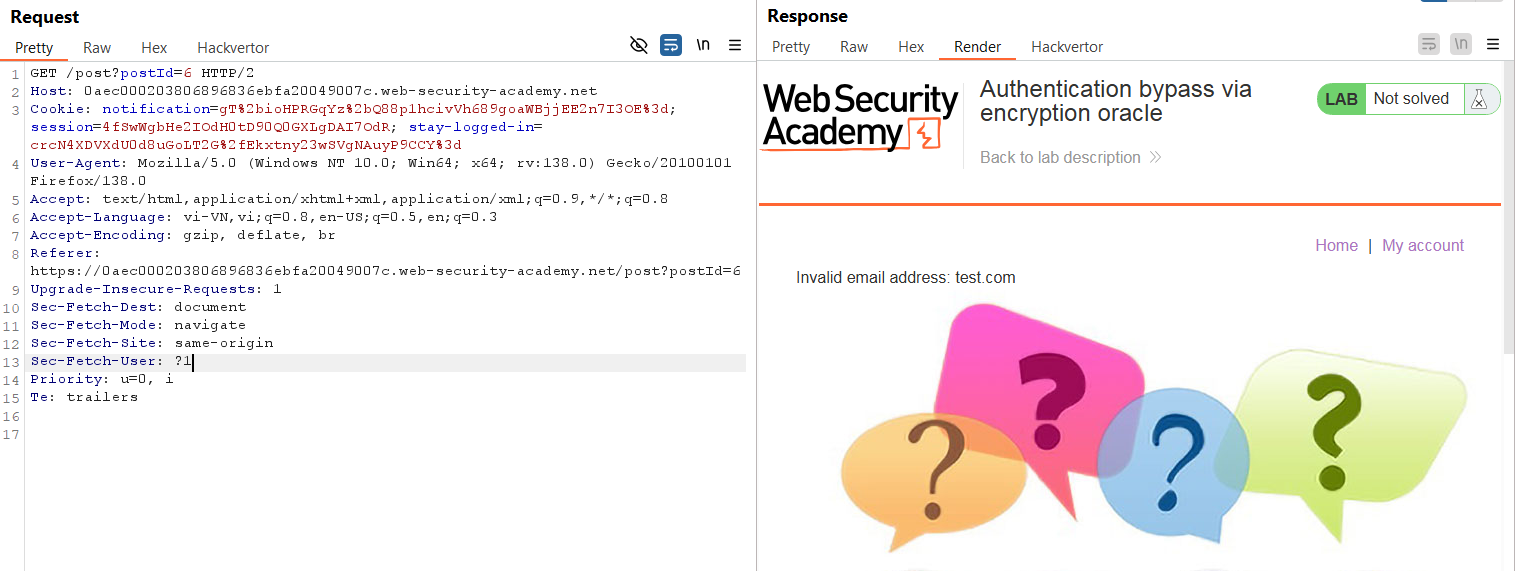 Request
Pretty Raw Hex Hackvertor
\n
1 GET /post?postId=6 HTTP/2
2 Host: 0aec000203806896836ebfa20049007c.web-security-academy.net
3 Cookie: notification=gT%2bioHPRGqYz%2bQ88p1hcivVh689goaWBjjEE2n7I3OE%3d;
session=4fSwWgbHe2IOdH0tD90Q0GXLgDAI7OdR; stay-logged-in=
crcN4XDVXdU0d8uGoLT2G%2fEkxtny23wSVgNAuyP9CCY%3d
4 User-Agent: Mozilla/5.0 (Windows NT 10.0; Win64; x64; rv:138.0) Gecko/20100101
Firefox/138.0
5 Accept: text/html,application/xhtml+xml,application/xml;q=0.9,*/*;q=0.8
6 Accept-Language: vi-VN,vi;q=0.8,en-US;q=0.5,en;q=0.3
7 Accept-Encoding: gzip, deflate, br
8 Referer:
https://0aec000203806896836ebfa20049007c.web-security-academy.net/post?postId=6
9 Upgrade-Insecure-Requests: 1
10 Sec-Fetch-Dest: document
11 Sec-Fetch-Mode: navigate
12 Sec-Fetch-Site: same-origin
13 Sec-Fetch-User: ?1
14 Priority: u=0, i
15 Te: trailers
16
17
Response
Pretty Raw Hex Render Hackvertor
\n
WebSecurity
Academy
Authentication bypass via
encryption oracle
Back to lab description
LAB Not solved
Home | My account
Invalid email address: test.com
? ? ? ?